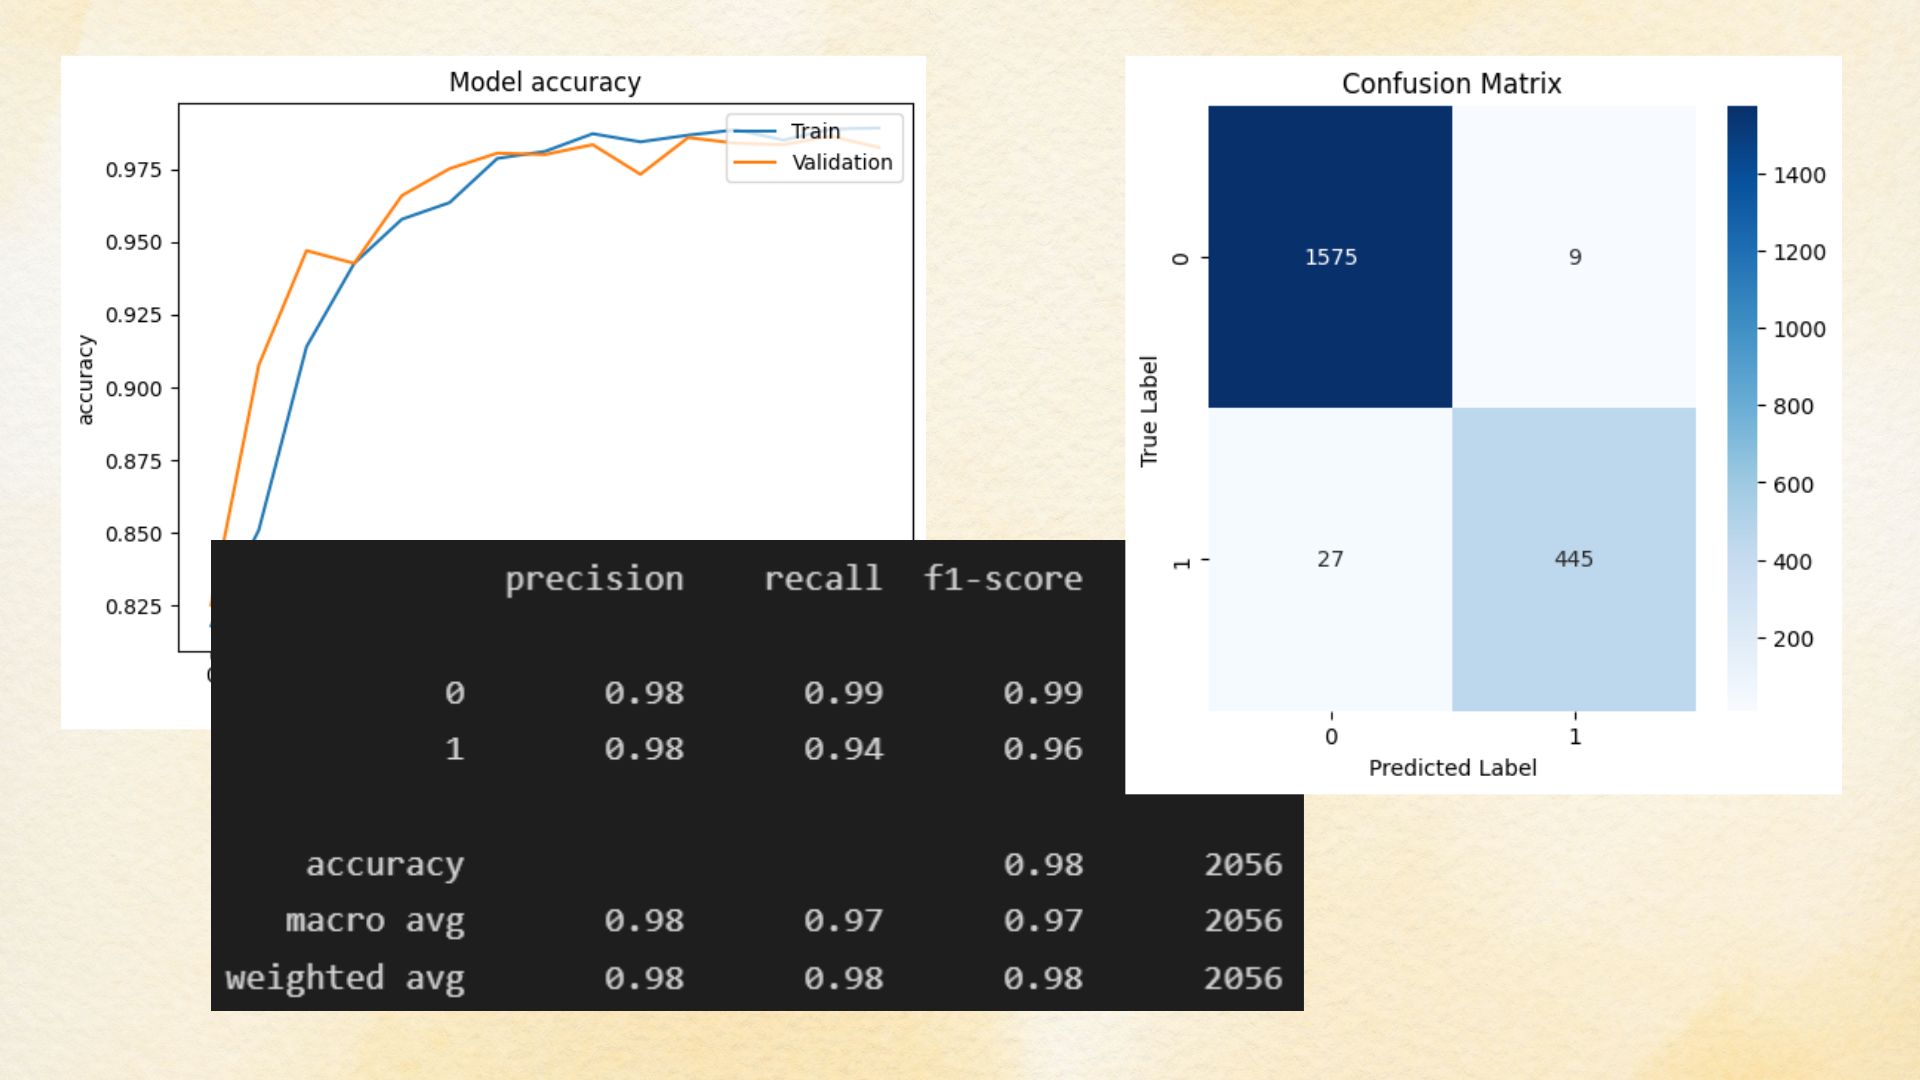 Model accuracy
Train
Validation
0.975
0.950
0.925
0.900
0.875
0.850
0.825
accuracy
precision recall f1-score
0 0.98 0.99 0.99
1 0.98 0.94 0.96
accuracy 0.98 2056
macro avg 0.98 0.97 0.97 2056
weighted avg 0.98 0.98 0.98 2056
Confusion Matrix
True Label
0
1
1575 9
27 445
0 1
Predicted Label
1400
1200
1000
800
600
400
200